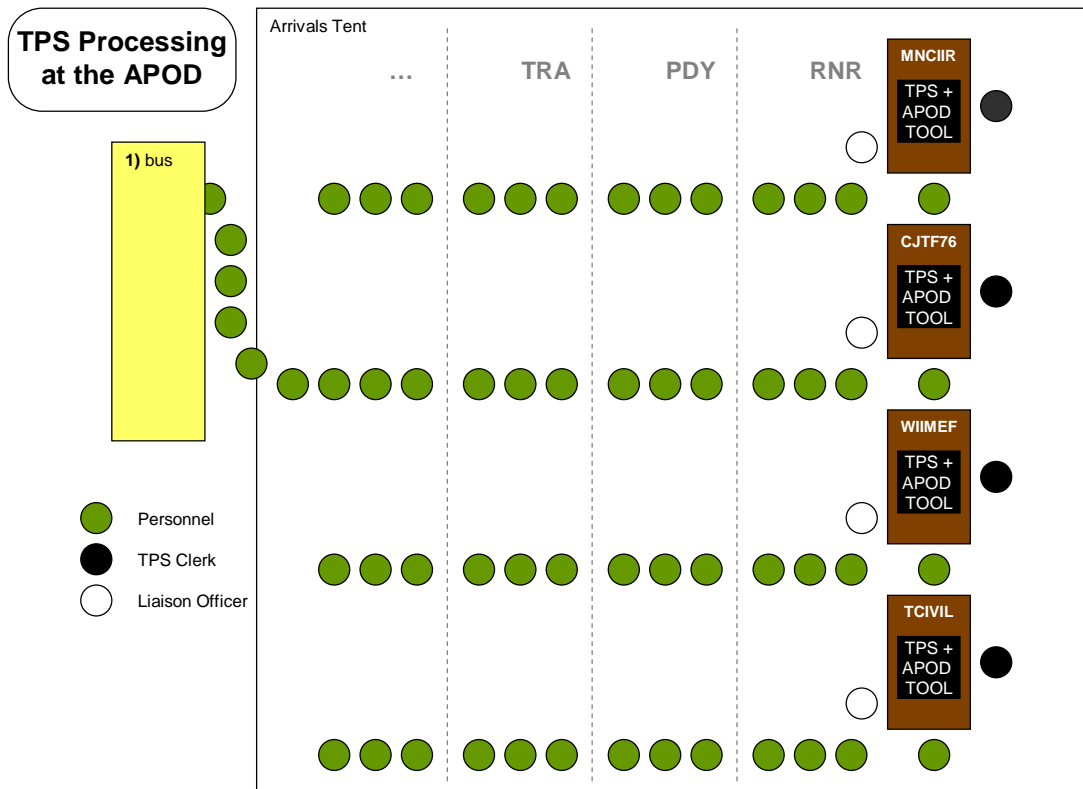 TPS Processing
at the APOD
Arrivals Tent
...
TRA
PDY
RNR
1) bus
MNCIIR
TPS +
APOD
TOOL
CJTF76
TPS +
APOD
TOOL
WIIMEF
TPS +
APOD
TOOL
TCIVIL
TPS +
APOD
TOOL
Personnel
TPS Clerk
Liaison Officer